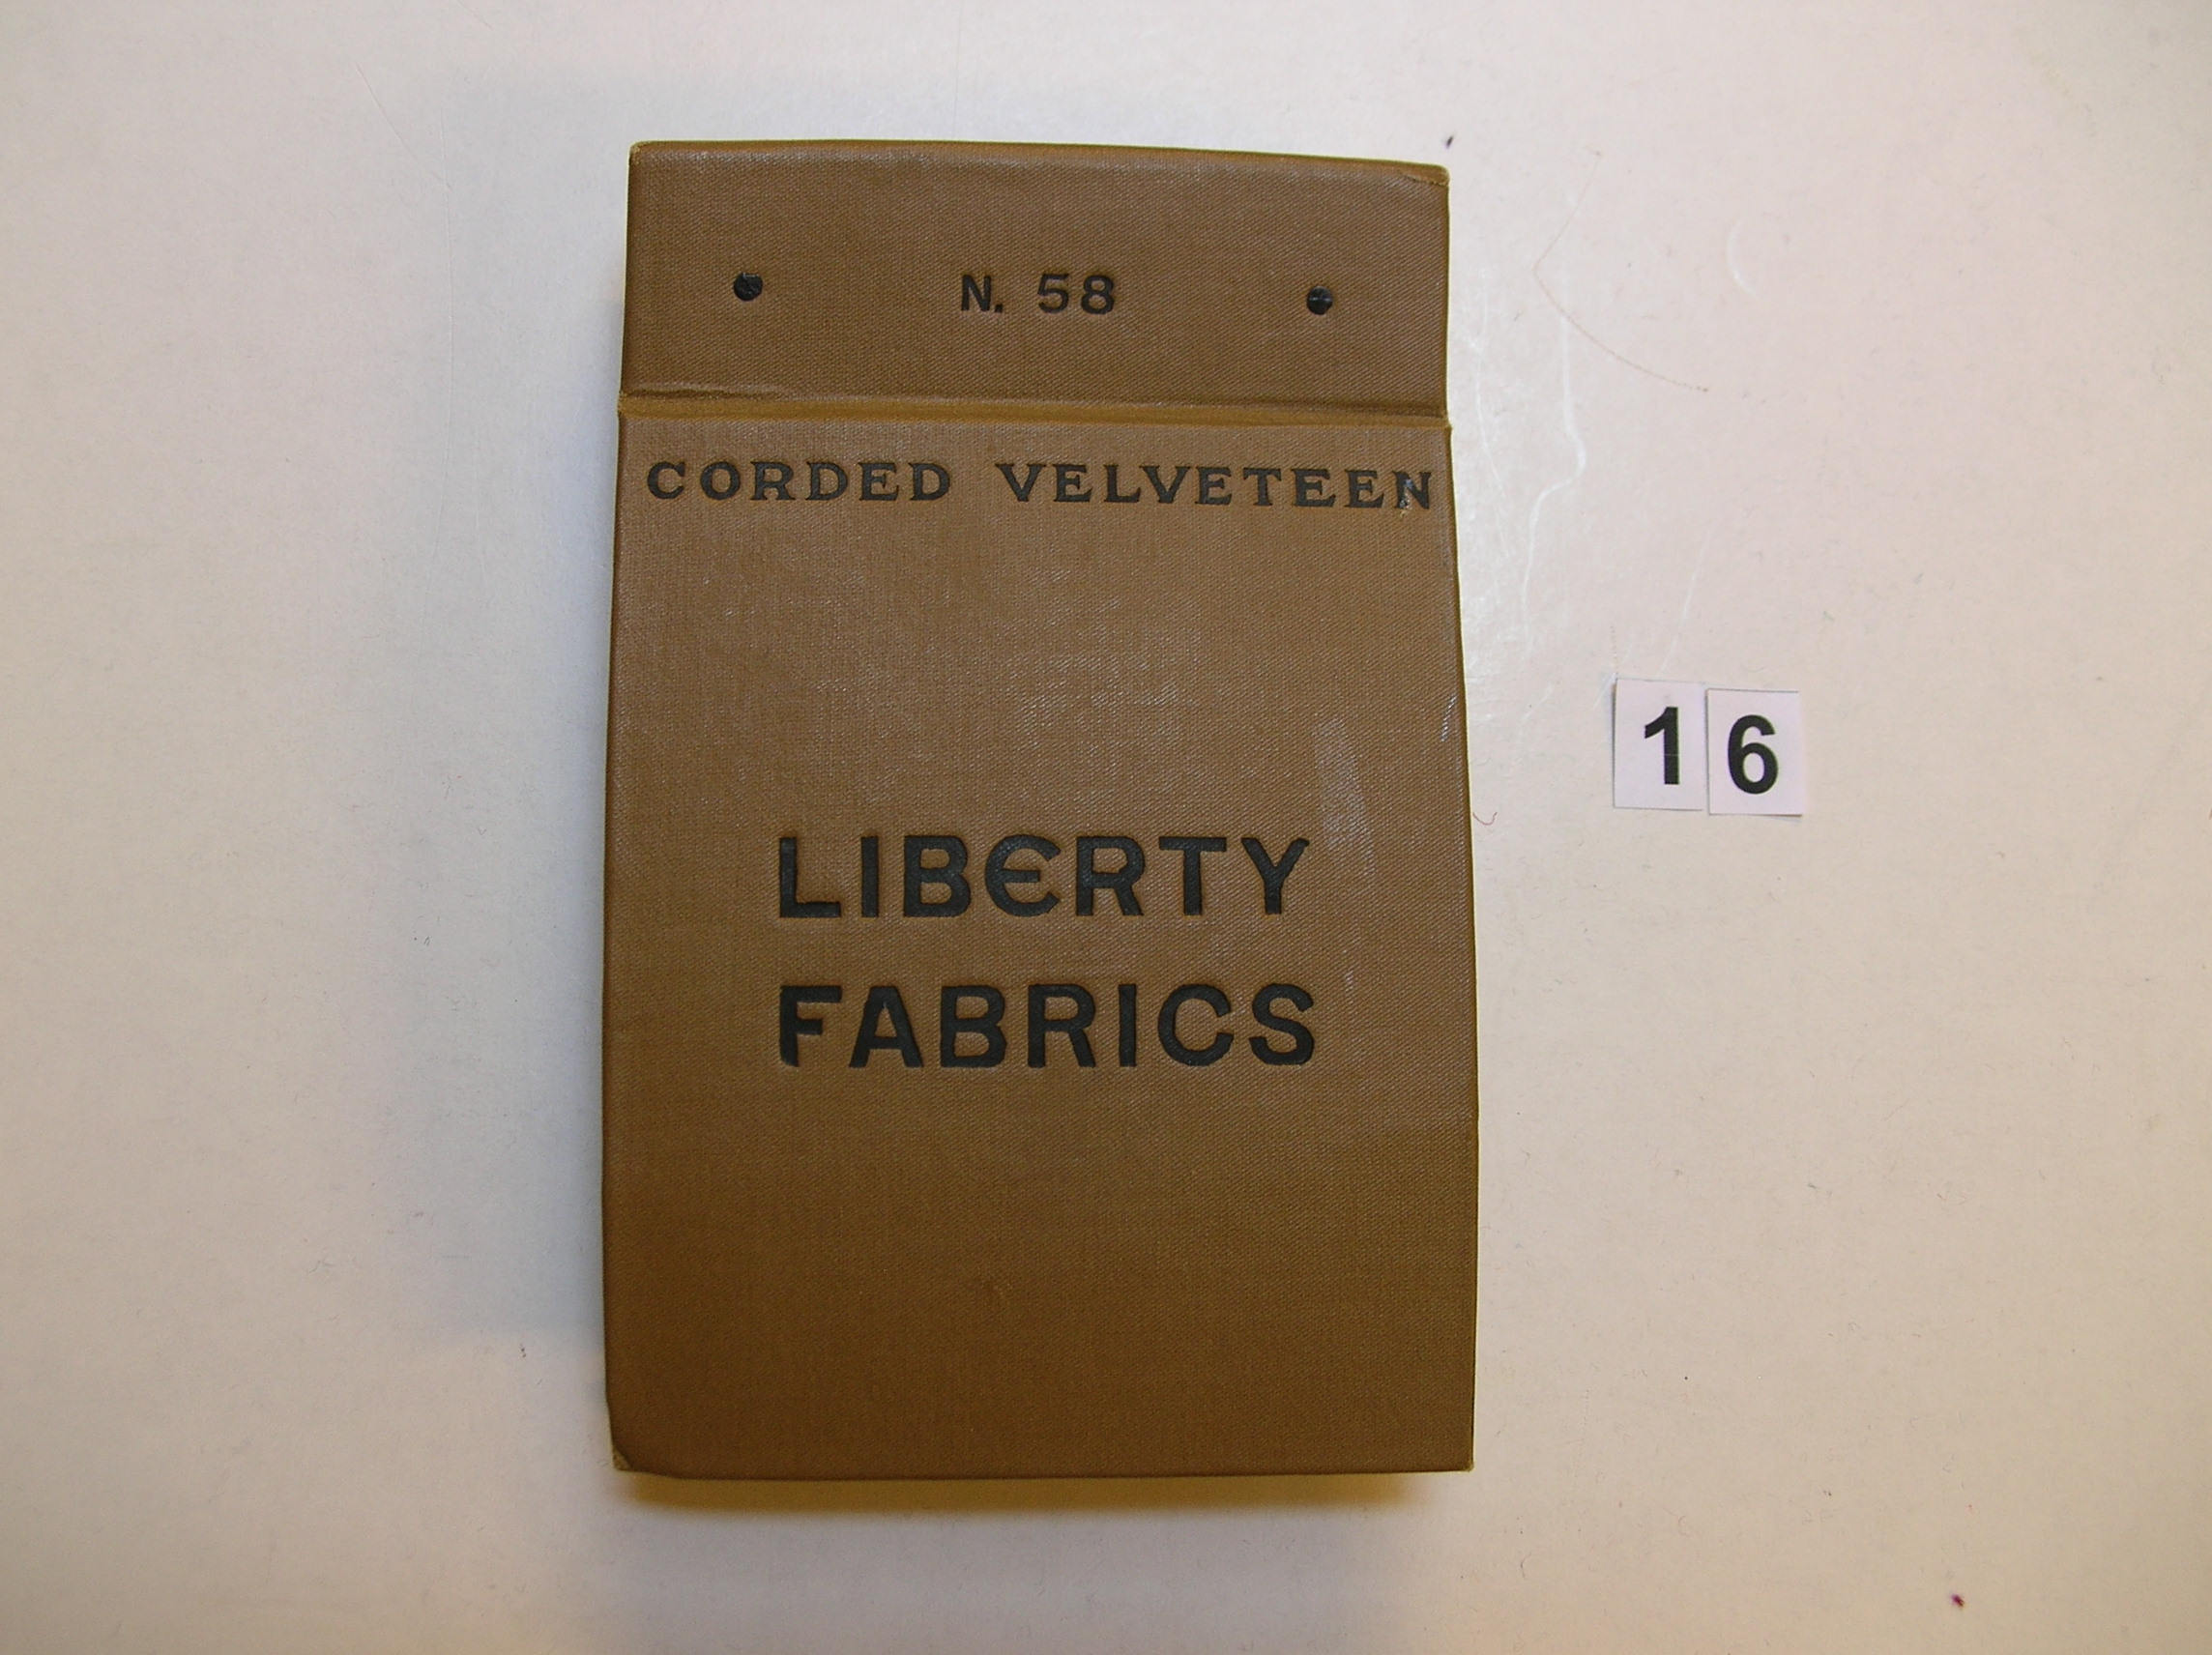 N. 58
CORDED VELVETEEN
LIBERTY
FABRICS
16